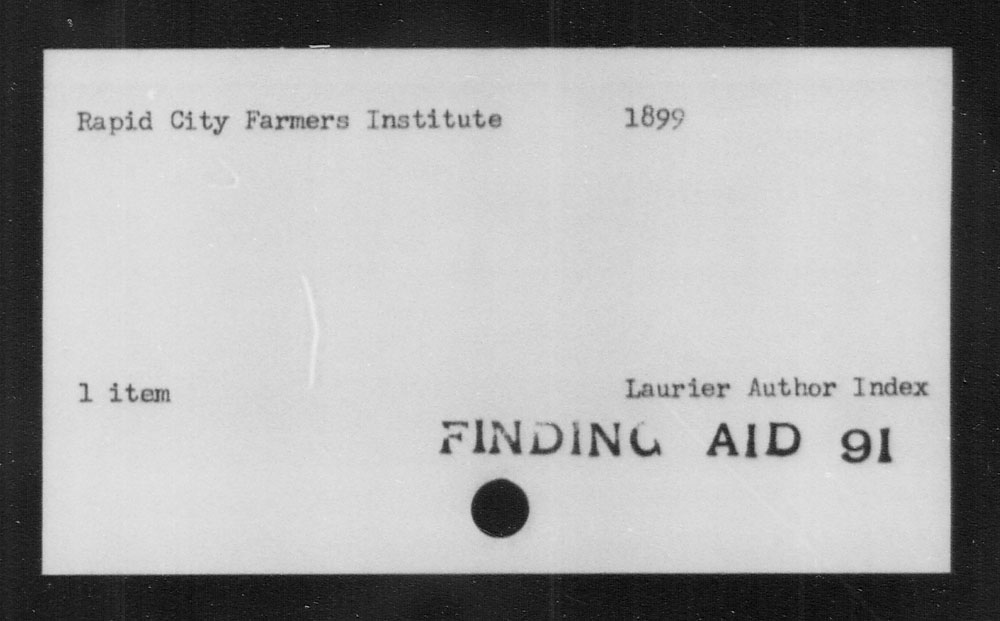 Rapid City Farmers Institute 1899
1 item
Laurier Author Index
FINDING AID 91